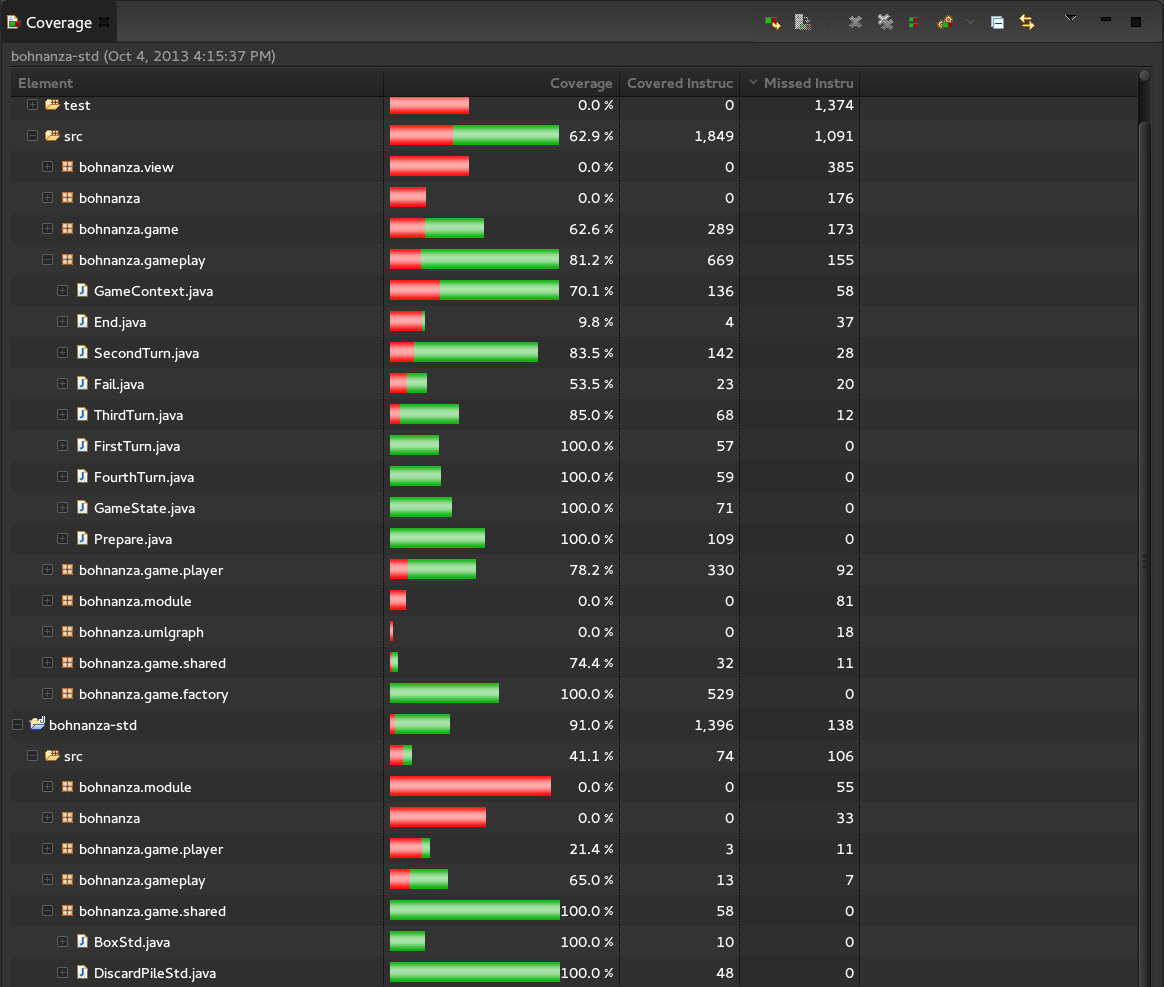 Coverage
bohnanza-std (Oct 4, 2013 4:15:37 PM)
Element Coverage Covered Instruc Missed Instru
test 0.0 % 0 1,374
src 62.9 % 1,849 1,091
bohnanza.view 0.0 % 0 385
bohnanza 0.0 % 0 176
bohnanza.game 62.6 % 289 173
bohnanza.gameplay 81.2 % 669 155
GameContext.java 70.1 % 136 58
End.java 9.8 % 4 37
SecondTurn.java 83.5 % 142 28
Fail.java 53.5 % 23 20
ThirdTurn.java 85.0 % 68 12
FirstTurn.java 100.0 % 57 0
FourthTurn.java 100.0 % 59 0
GameState.java 100.0 % 71 0
Prepare.java 100.0 % 109 0
bohnanza.game.player 78.2 % 330 92
bohnanza.module 0.0 % 0 81
bohnanza.umlgraph 0.0 % 0 18
bohnanza.game.shared 74.4 % 32 11
bohnanza.game.factory 100.0 % 529 0
bohnanza-std 91.0 % 1,396 138
src 41.1 % 74 106
bohnanza.module 0.0 % 0 55
bohnanza 0.0 % 0 33
bohnanza.game.player 21.4 % 3 11
bohnanza.gameplay 65.0 % 13 7
bohnanza.game.shared 100.0 % 58 0
BoxStd.java 100.0 % 10 0
DiscardPileStd.java 100.0 % 48 0